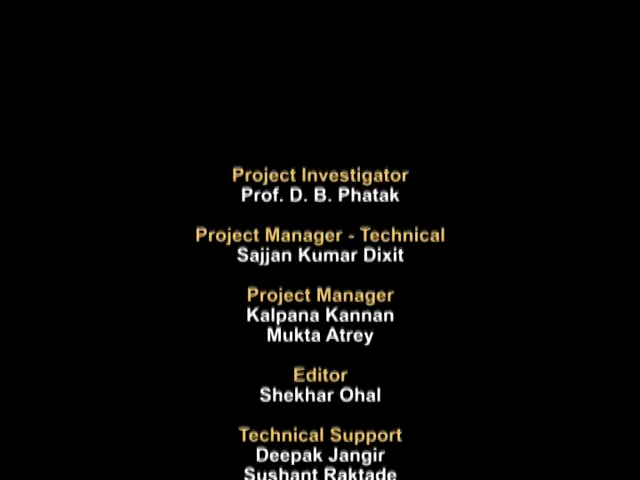 Project Investigator
Prof. D. B. Phatak
Project Manager - Technical
Sajjan Kumar Dixit
Project Manager
Kalpana Kannan
Mukta Atrey
Editor
Shekhar Ohal
Technical Support
Deepak Jangir
Sushant Raktade